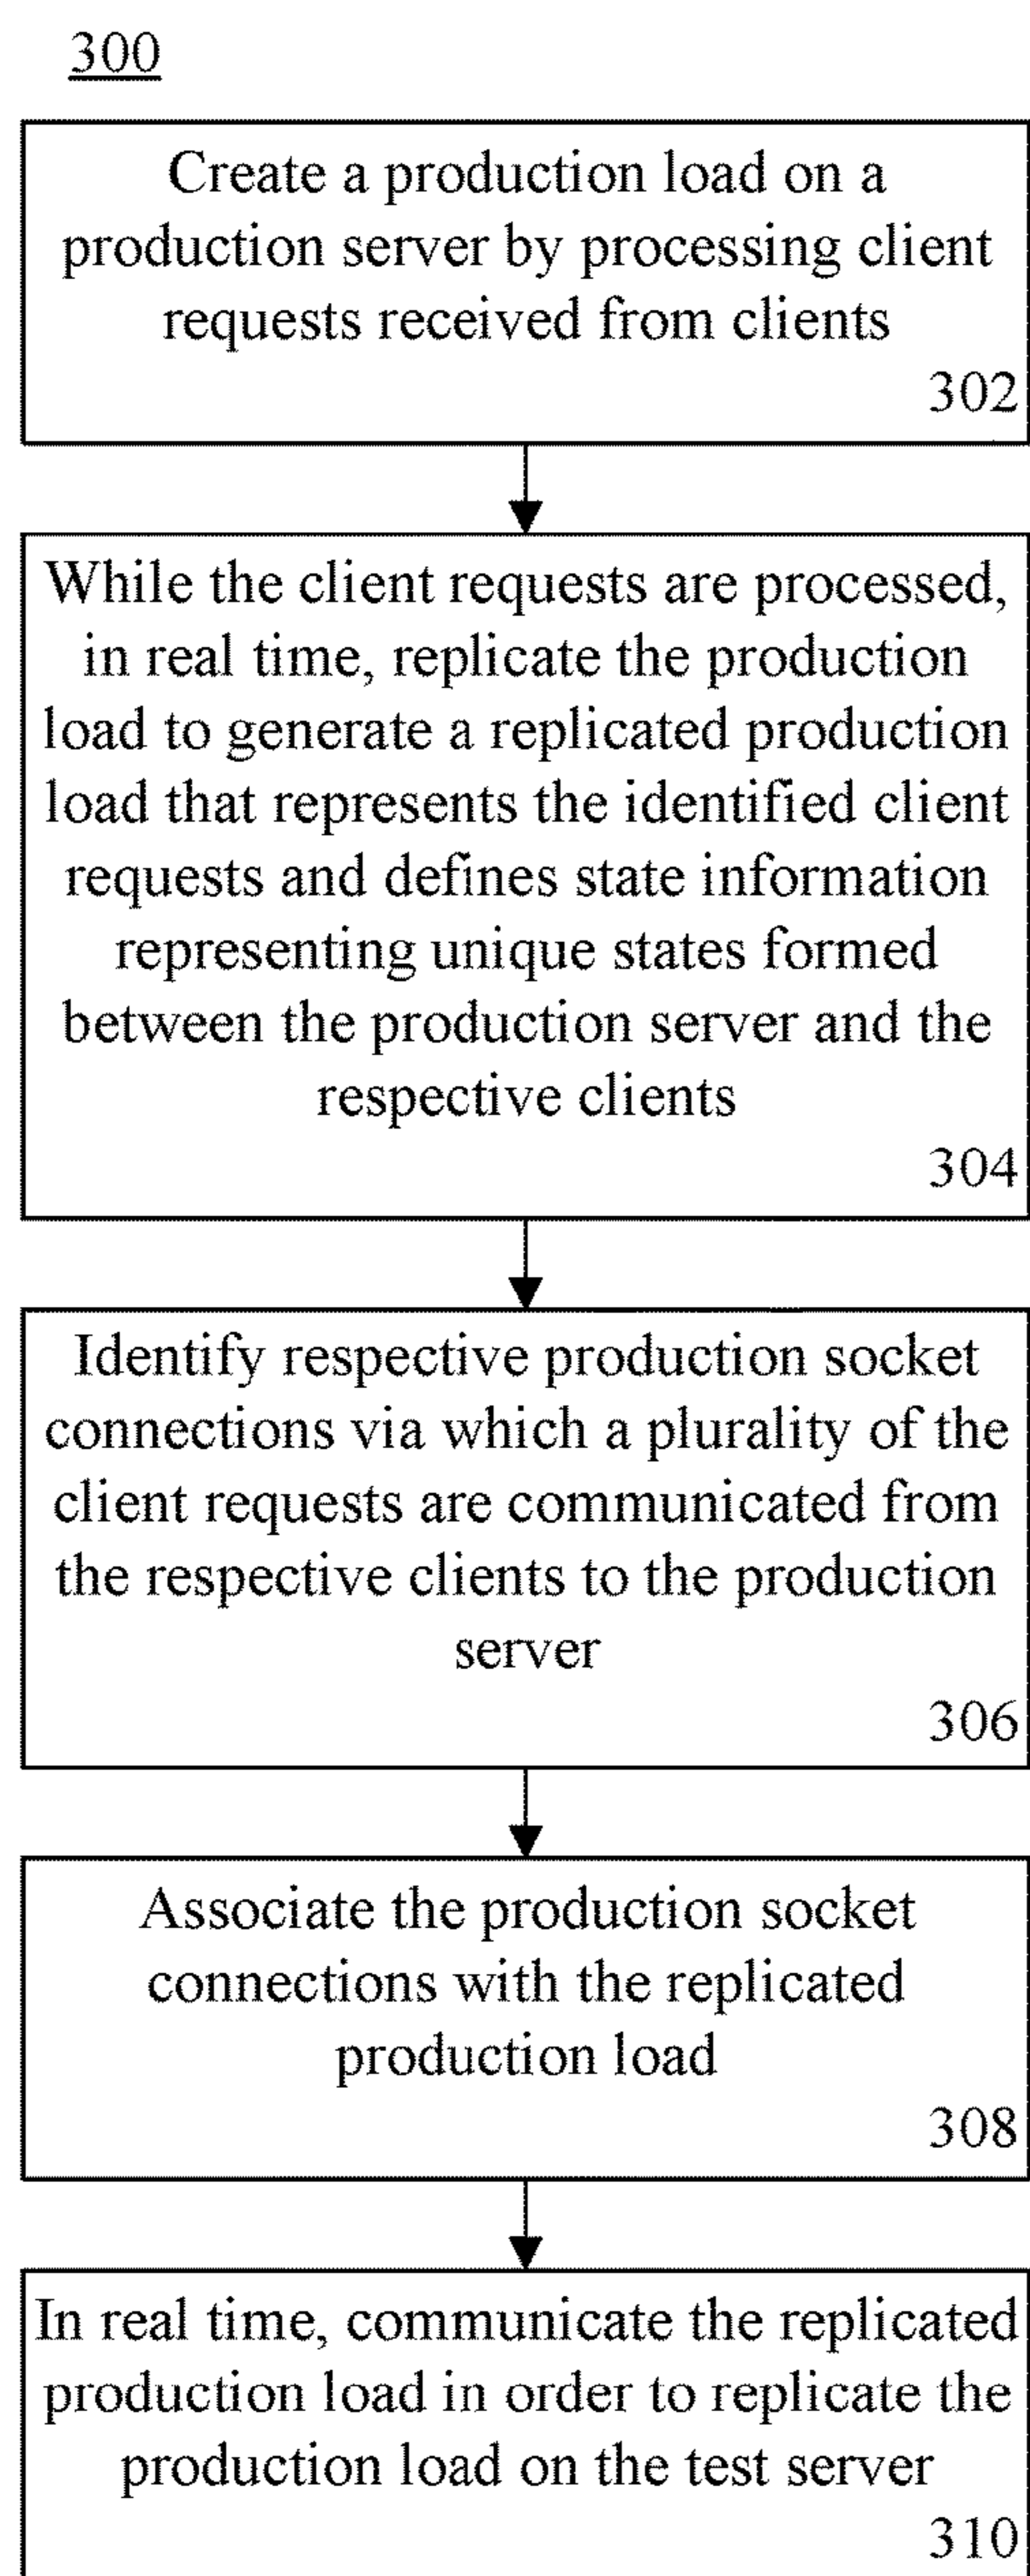 300
Create a production load on a
production server by processing client
requests received from clients
302
While the client requests are processed,
in real time, replicate the production
load to generate a replicated production
load that represents the identified client
requests and defines state information
representing unique states formed
between the production server and the
respective clients
304
Identify respective production socket
connections via which a plurality of the
client requests are communicated from
the respective clients to the production
server
306
Associate the production socket
connections with the replicated
production load
308
In real time, communicate the replicated
production load in order to replicate the
production load on the test server
310